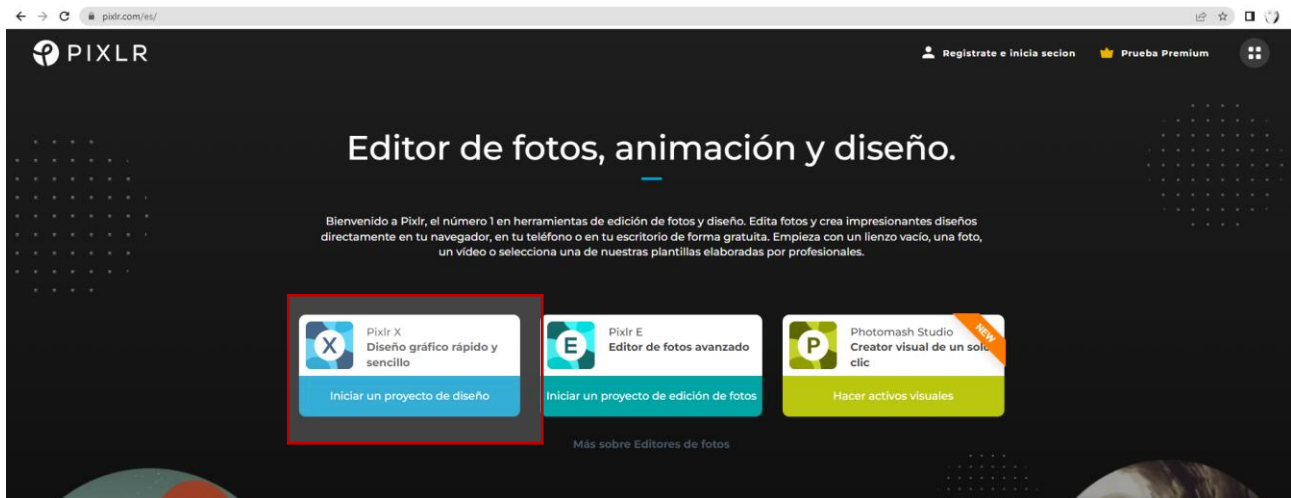 pixlr.com/es/
PIXLR
Registrate e inicia secion
Prueba Premium
Editor de fotos, animación y diseño.
Bienvenido a Pixlr, el número 1 en herramientas de edición de fotos y diseño. Edita fotos y crea impresionantes diseños
directamente en tu navegador, en tu teléfono o en tu escritorio de forma gratuita. Empieza con un lienzo vacío, una foto,
un vídeo o selecciona una de nuestras plantillas elaboradas por profesionales.
X
Pixlr X
Diseño gráfico rápido y
sencillo
Iniciar un proyecto de diseño
E
Pixlr E
Editor de fotos avanzado
Iniciar un proyecto de edición de fotos
P
Photomash Studio
Creator visual de un solo
clic
NEW
Hacer activos visuales
Más sobre Editores de fotos